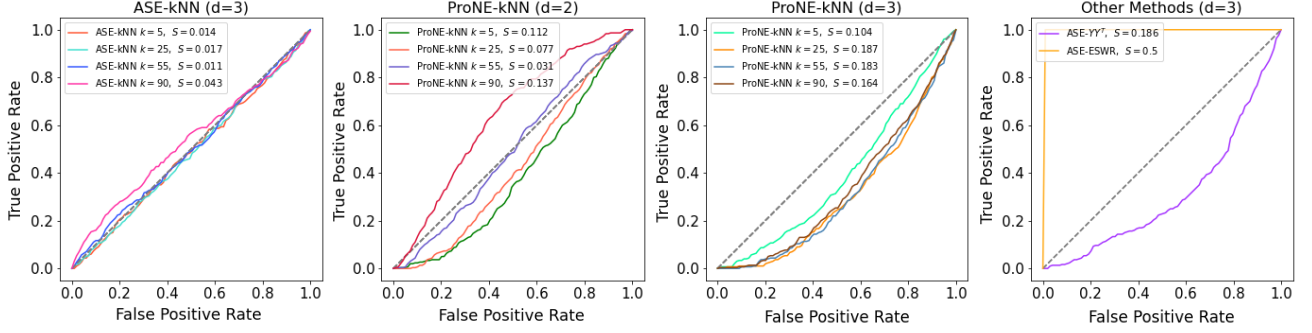 ASE-kNN (d=3)
ASE-kNN k = 5, S = 0.014
ASE-kNN k = 25, S = 0.017
ASE-kNN k = 55, S = 0.011
ASE-kNN k = 90, S = 0.043
True Positive Rate
1.0
0.8
0.6
0.4
0.2
0.0
0.0 0.2 0.4 0.6 0.8 1.0
False Positive Rate
ProNE-kNN (d=2)
ProNE-kNN k = 5, S = 0.112
ProNE-kNN k = 25, S = 0.077
ProNE-kNN k = 55, S = 0.031
ProNE-kNN k = 90, S = 0.137
True Positive Rate
1.0
0.8
0.6
0.4
0.2
0.0
0.0 0.2 0.4 0.6 0.8 1.0
False Positive Rate
ProNE-kNN (d=3)
ProNE-kNN k = 5, S = 0.104
ProNE-kNN k = 25, S = 0.187
ProNE-kNN k = 55, S = 0.183
ProNE-kNN k = 90, S = 0.164
True Positive Rate
1.0
0.8
0.6
0.4
0.2
0.0
0.0 0.2 0.4 0.6 0.8 1.0
False Positive Rate
Other Methods (d=3)
ASE-YYᵀ, S = 0.186
ASE-ESWR, S = 0.5
True Positive Rate
1.0
0.8
0.6
0.4
0.2
0.0
0.0 0.2 0.4 0.6 0.8 1.0
False Positive Rate